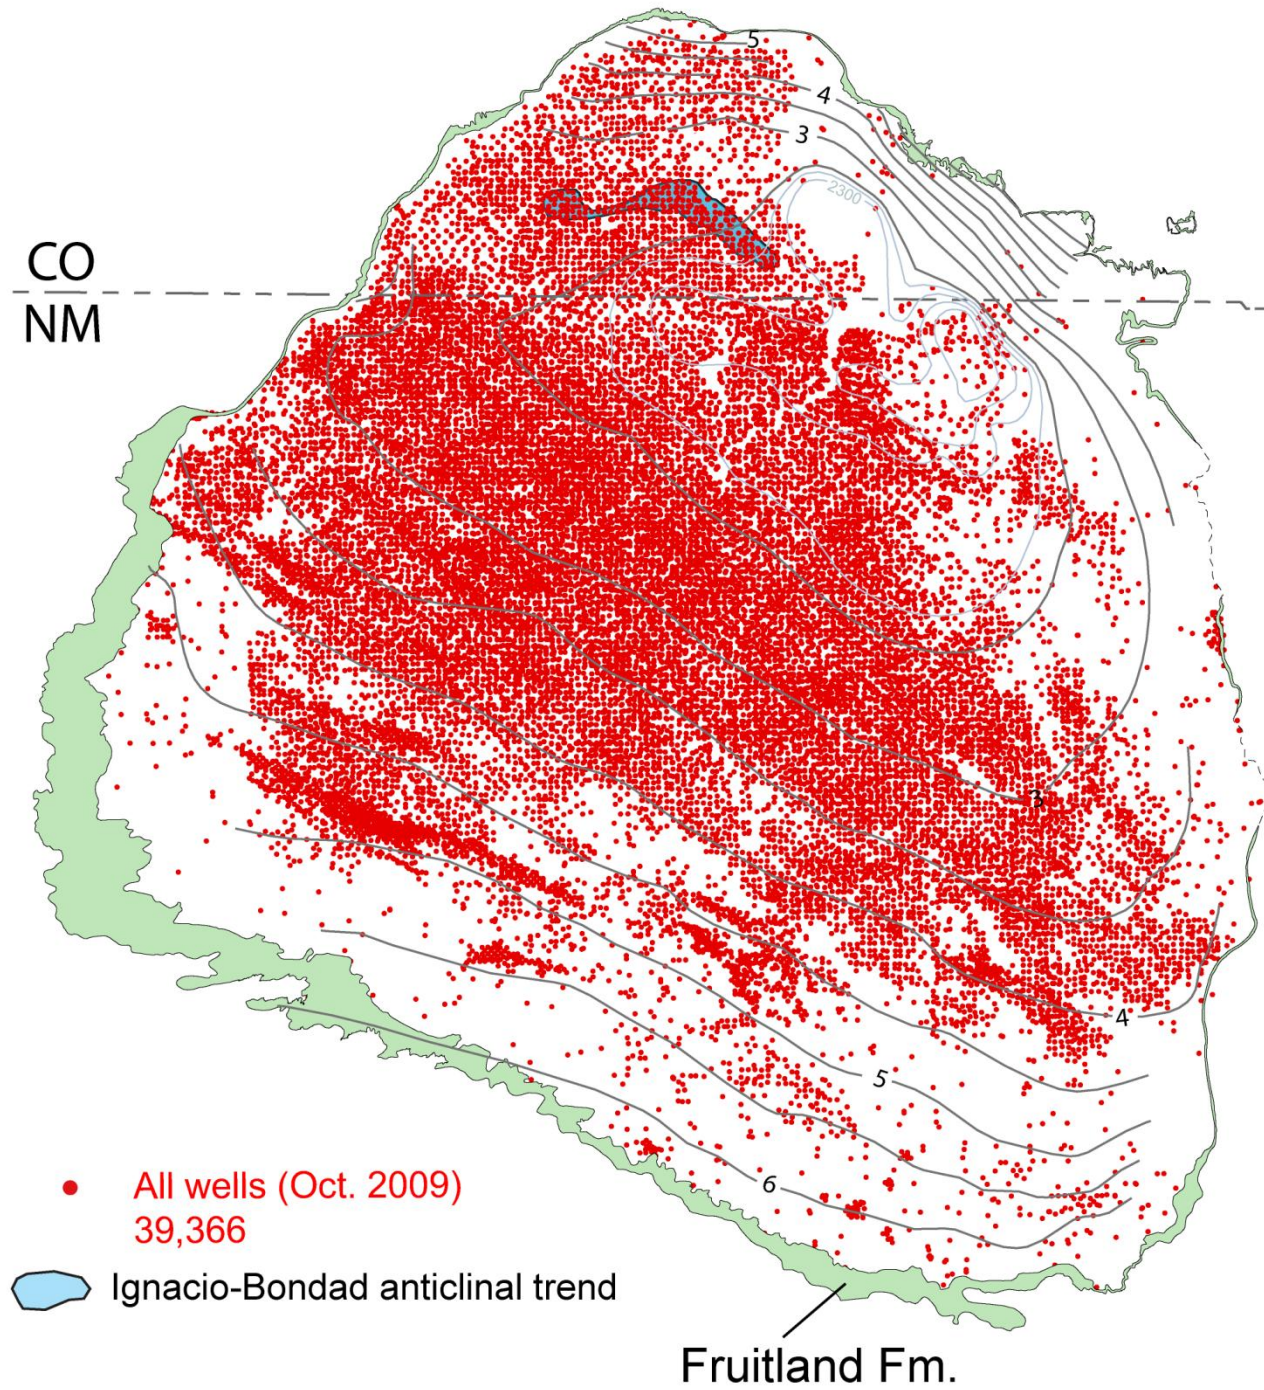 5
4
3
2300
CO
NM
3
4
5
6
All wells (Oct. 2009)
39,366
Ignacio-Bondad anticlinal trend
Fruitland Fm.